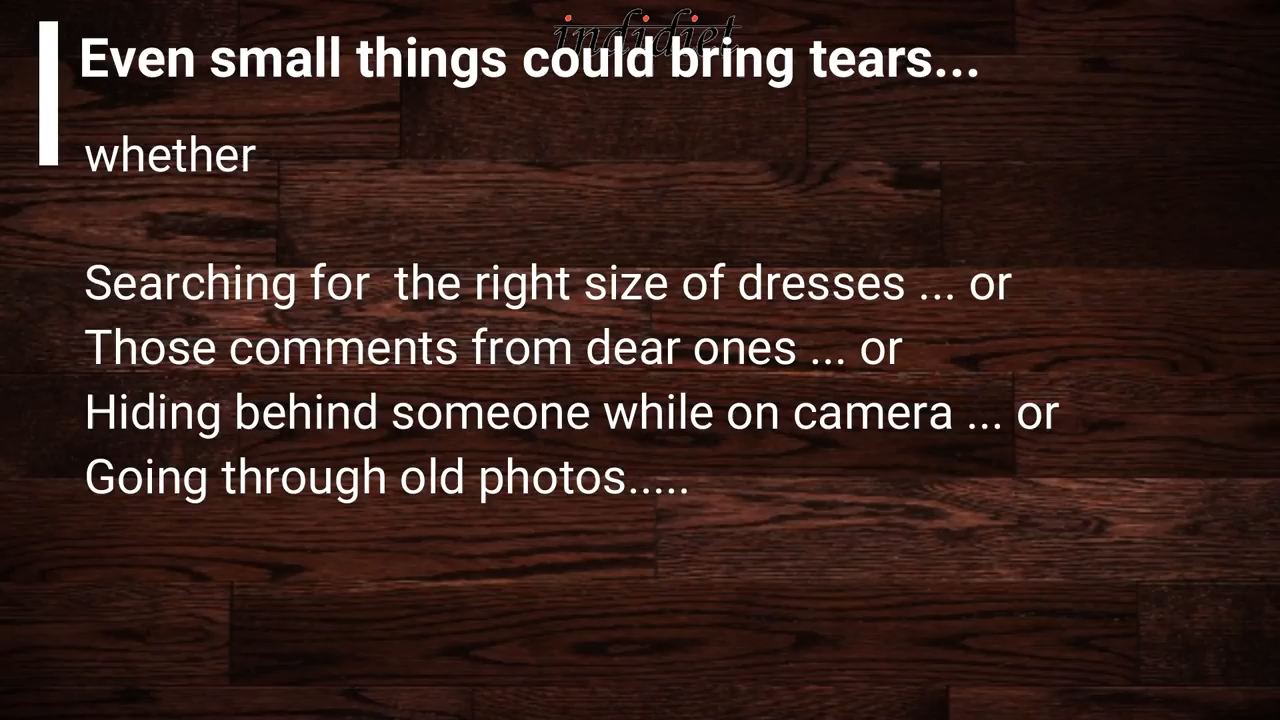 indidiet
Even small things could bring tears...
whether
Searching for  the right size of dresses ... or
Those comments from dear ones ... or
Hiding behind someone while on camera ... or
Going through old photos.....